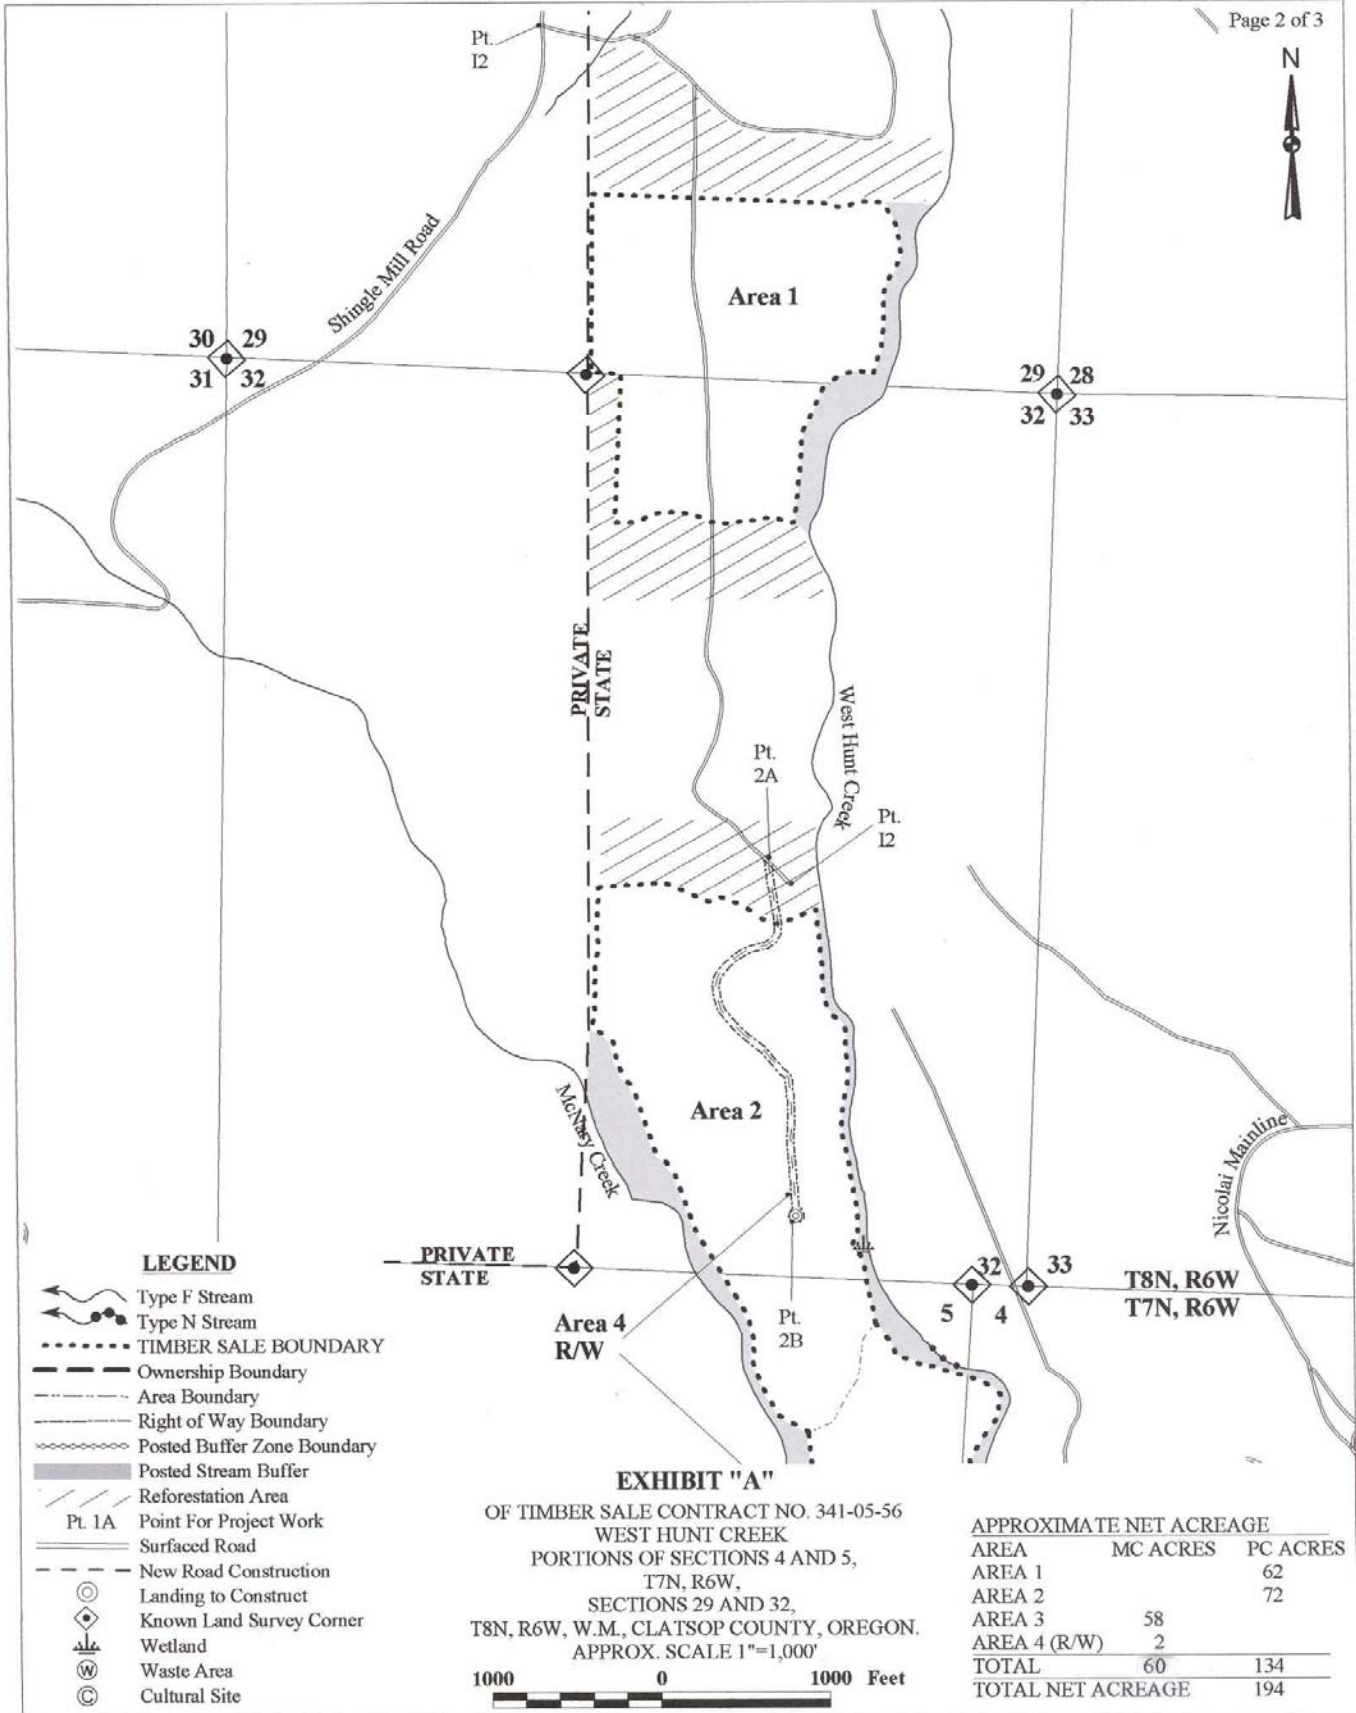 Page 2 of 3
N
Pt.
I2
Shingle Mill Road
Area 1
30 29
31 32
29 28
32 33
PRIVATE
STATE
West Hunt Creek
Pt.
2A
Pt.
I2
Area 2
McNary Creek
Nicolai Mainline
PRIVATE
STATE
32 33
5 4
T8N, R6W
T7N, R6W
Area 4
R/W
Pt.
2B
LEGEND
Type F Stream
Type N Stream
TIMBER SALE BOUNDARY
Ownership Boundary
Area Boundary
Right of Way Boundary
Posted Buffer Zone Boundary
Posted Stream Buffer
Reforestation Area
Pt. 1A Point For Project Work
Surfaced Road
New Road Construction
Landing to Construct
Known Land Survey Corner
Wetland
W Waste Area
C Cultural Site
EXHIBIT "A"
OF TIMBER SALE CONTRACT NO. 341-05-56
WEST HUNT CREEK
PORTIONS OF SECTIONS 4 AND 5,
T7N, R6W,
SECTIONS 29 AND 32,
T8N, R6W, W.M., CLATSOP COUNTY, OREGON.
APPROX. SCALE 1"=1,000'
1000 0 1000 Feet
APPROXIMATE NET ACREAGE
AREA MC ACRES PC ACRES
AREA 1 62
AREA 2 72
AREA 3 58
AREA 4 (R/W) 2
TOTAL 60 134
TOTAL NET ACREAGE 194